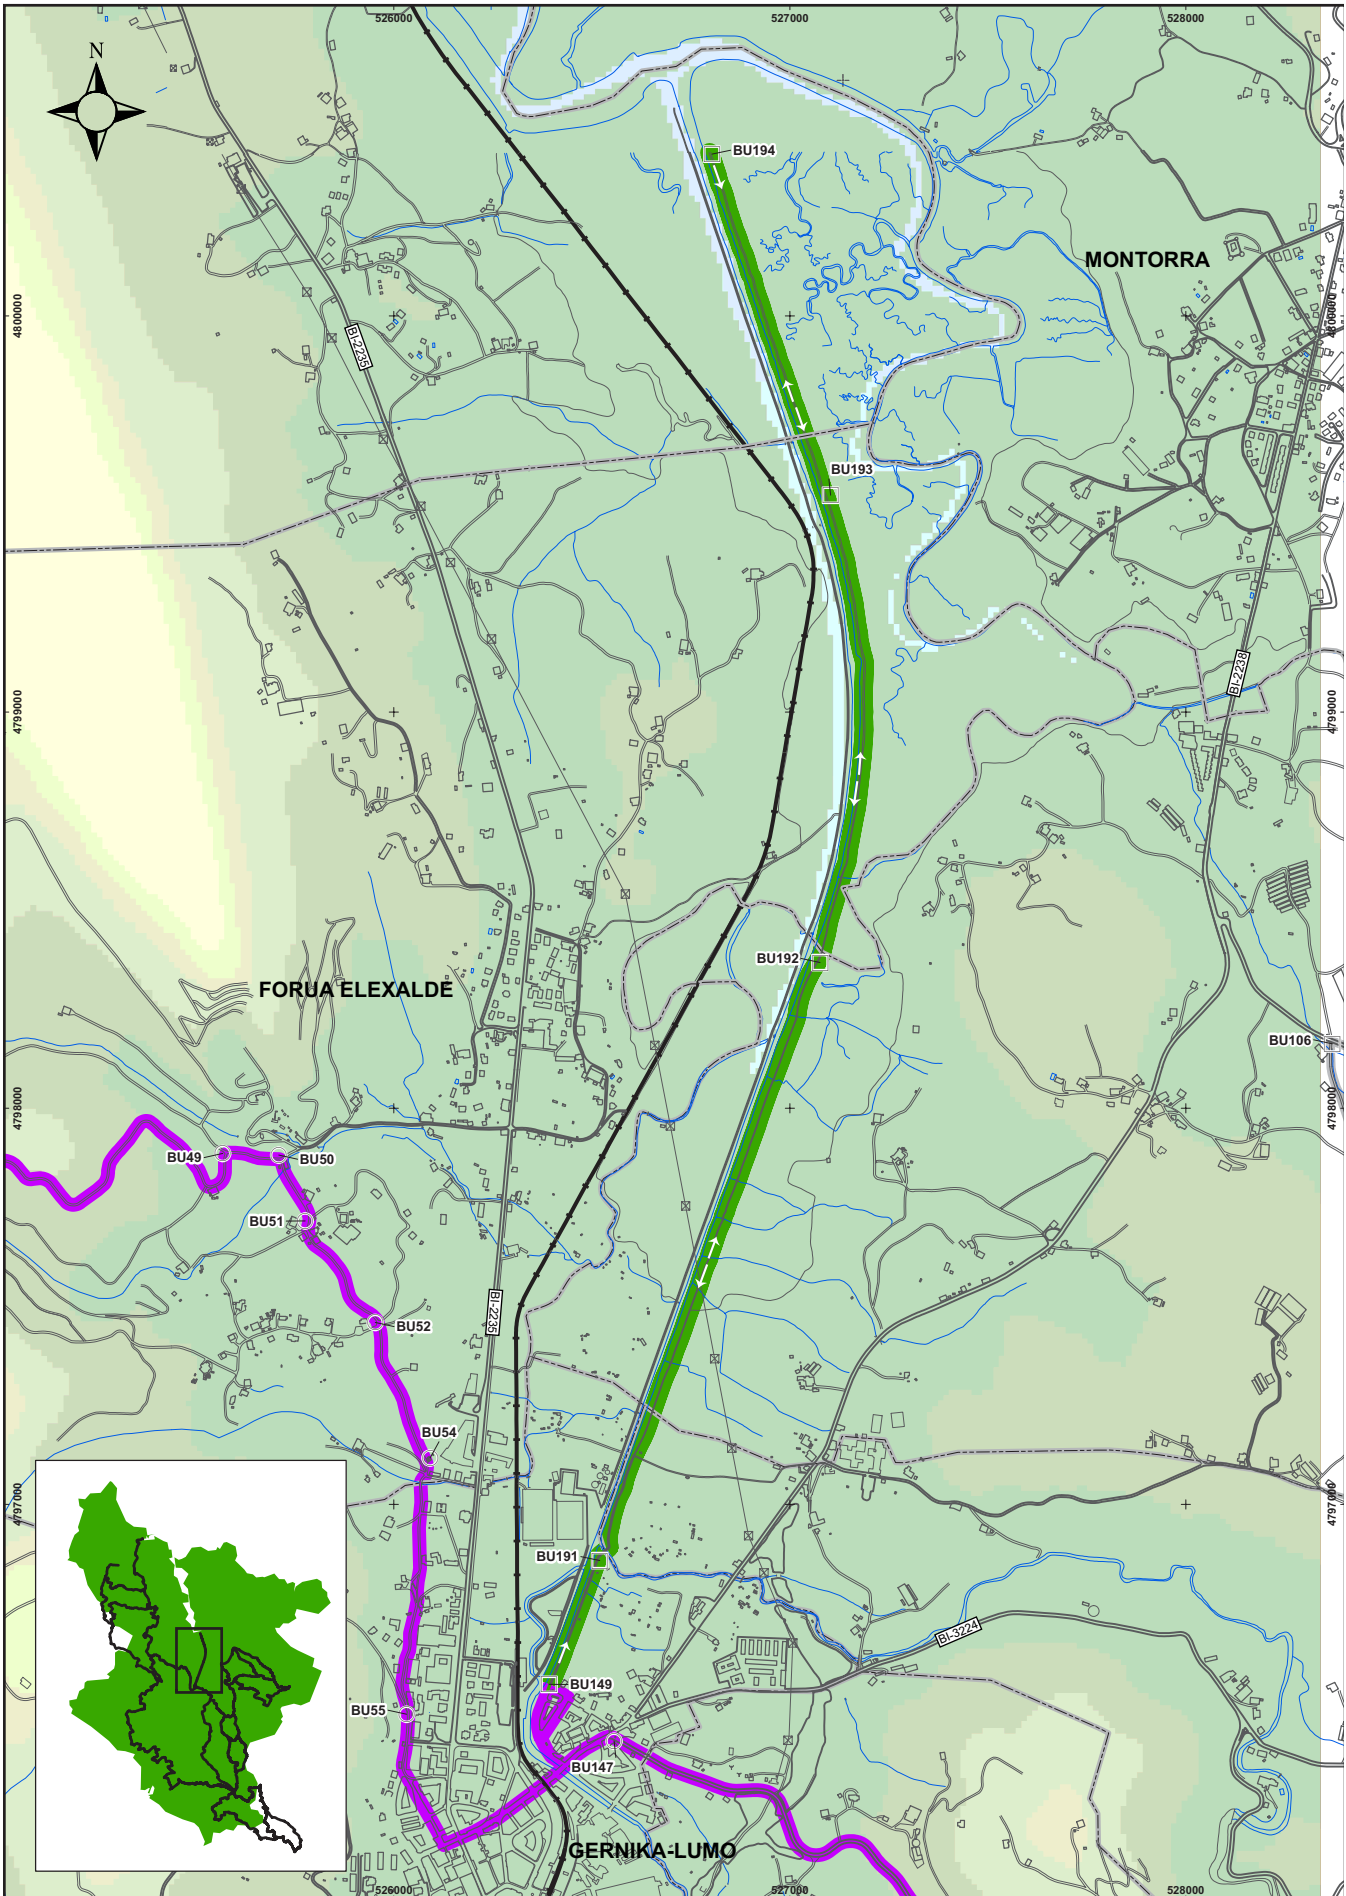 526000
527000
528000
N
BU194
MONTORRA
4800000
4800000
BI-2235
BU193
BI-2238
4799000
4799000
BU192
FORUA ELEXALDE
BU106
4798000
4798000
BU49
BU50
BU51
BI-2235
BU52
BU54
4797000
4797000
BU191
BI-3224
BU149
BU55
BU147
GERNIKA-LUMO
526000
527000
528000